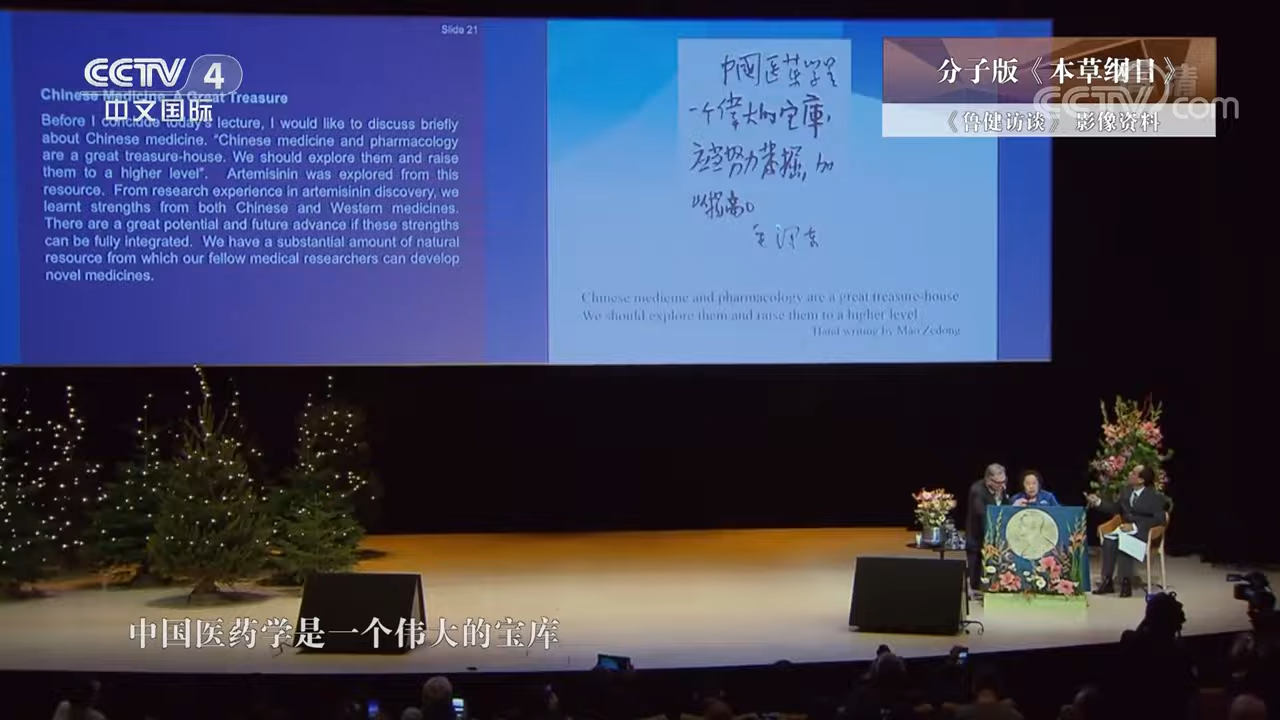 Slide 21
CCTV 4
中文国际
Chinese Medicine, A Great Treasure
Before I conclude today's lecture, I would like to discuss briefly
about Chinese medicine. "Chinese medicine and pharmacology
are a great treasure-house. We should explore them and raise
them to a higher level". Artemisinin was explored from this
resource. From research experience in artemisinin discovery, we
learnt strengths from both Chinese and Western medicines.
There are a great potential and future advance if these strengths
can be fully integrated. We have a substantial amount of natural
resource from which our fellow medical researchers can develop
novel medicines.
中國医药学是
一个偉大的宝庫,
应当努力发掘,加
以提高。
毛泽东
Chinese medicine and pharmacology are a great treasure-house
We should explore them and raise them to a higher level
Hand writing by Mao Zedong
分子版《本草纲目》
《鲁健访谈》 影像资料
CCTV.com
中国医药学是一个伟大的宝库